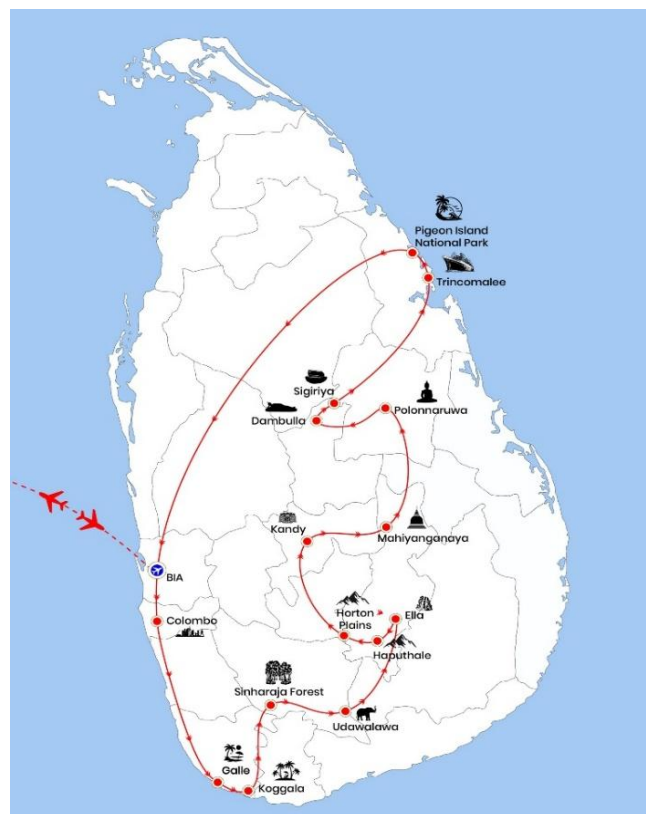 Pigeon Island
National Park
Trincomalee
Sigiriya
Dambulla
Polonnaruwa
Kandy
Mahiyanganaya
BIA
Horton
Plains
Ella
Colombo
Haputhale
Sinharaja Forest
Udawalawa
Galle
Koggala